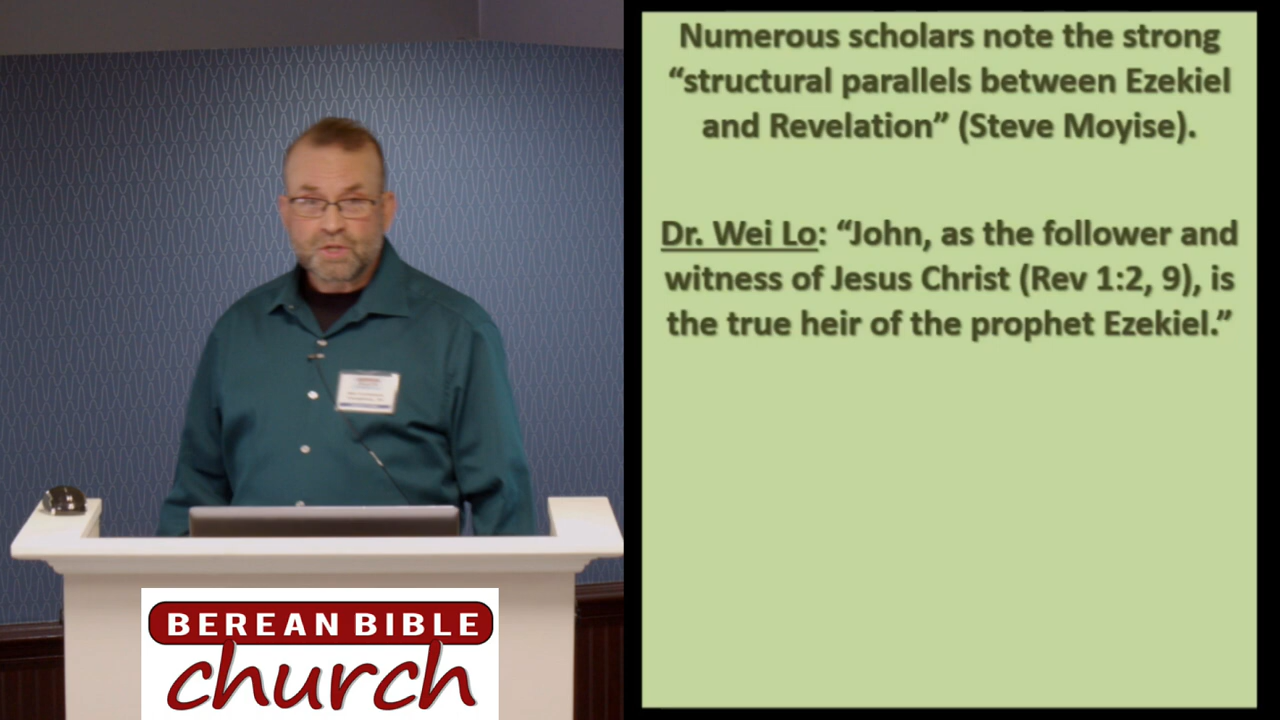 Numerous scholars note the strong
“structural parallels between Ezekiel
and Revelation” (Steve Moyise).
Dr. Wei Lo: “John, as the follower and
witness of Jesus Christ (Rev 1:2, 9), is
the true heir of the prophet Ezekiel.”
BEREAN BIBLE
church